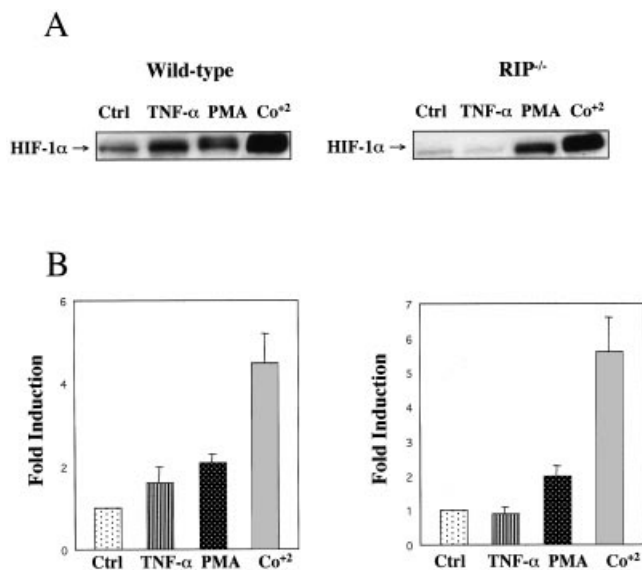 A
Wild-type
RIP-/-
Ctrl TNF-α PMA Co+2
Ctrl TNF-α PMA Co+2
HIF-1α →
HIF-1α →
B
Fold Induction
6
4
2
0
Ctrl TNF-α PMA Co+2
Fold Induction
7
6
5
4
3
2
1
0
Ctrl TNF-α PMA Co+2